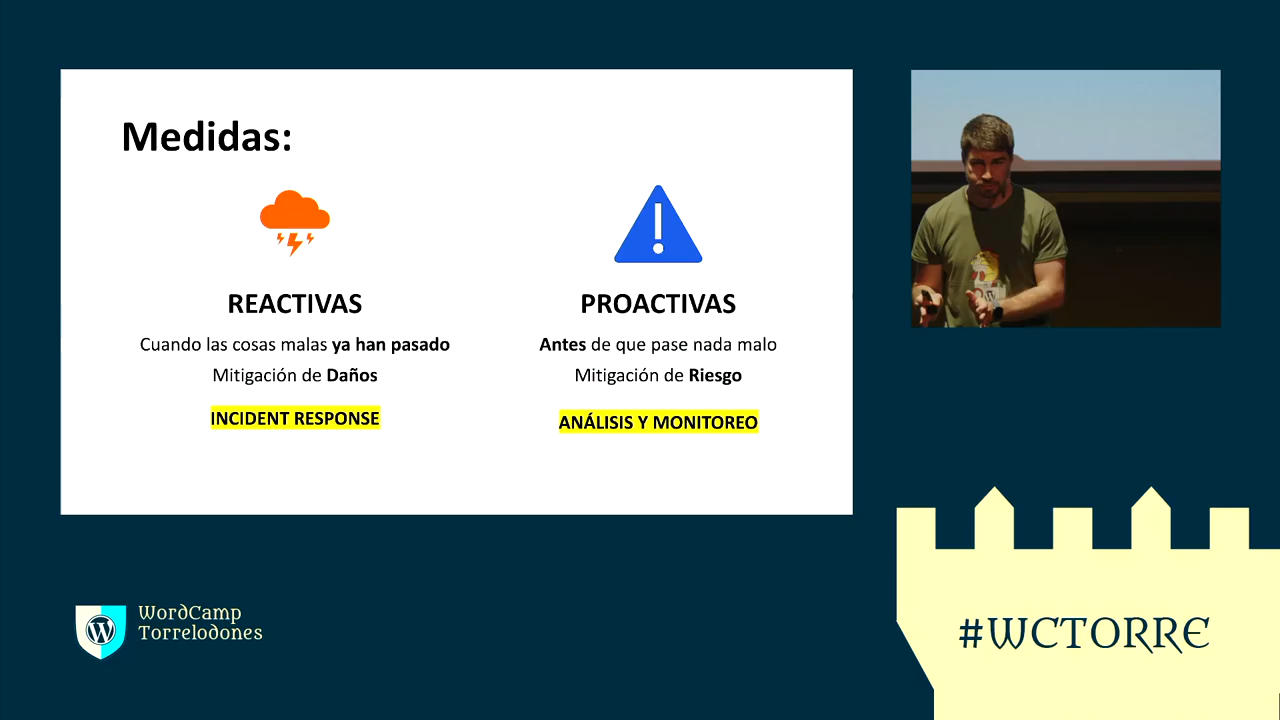 Medidas:
REACTIVAS
Cuando las cosas malas ya han pasado
Mitigación de Daños
INCIDENT RESPONSE
PROACTIVAS
Antes de que pase nada malo
Mitigación de Riesgo
ANÁLISIS Y MONITOREO
WordCamp
Torrelodones
#WCTORRE